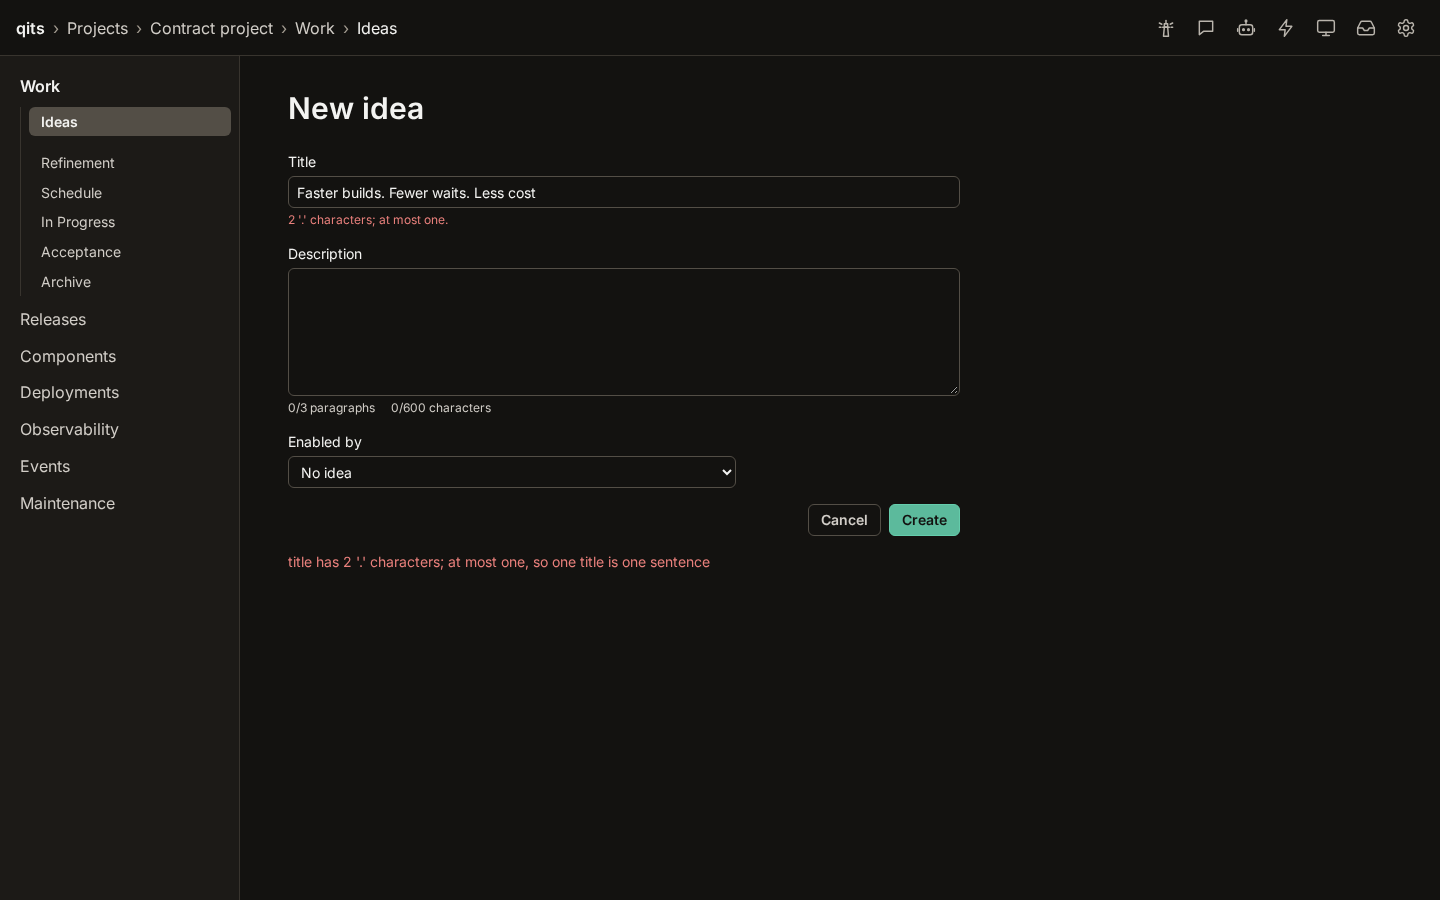 qits › Projects › Contract project › Work › Ideas
Work
Ideas
Refinement
Schedule
In Progress
Acceptance
Archive
Releases
Components
Deployments
Observability
Events
Maintenance
New idea
Title
Faster builds. Fewer waits. Less cost
2 '.' characters; at most one.
Description
0/3 paragraphs 0/600 characters
Enabled by
No idea
Cancel Create
title has 2 '.' characters; at most one, so one title is one sentence